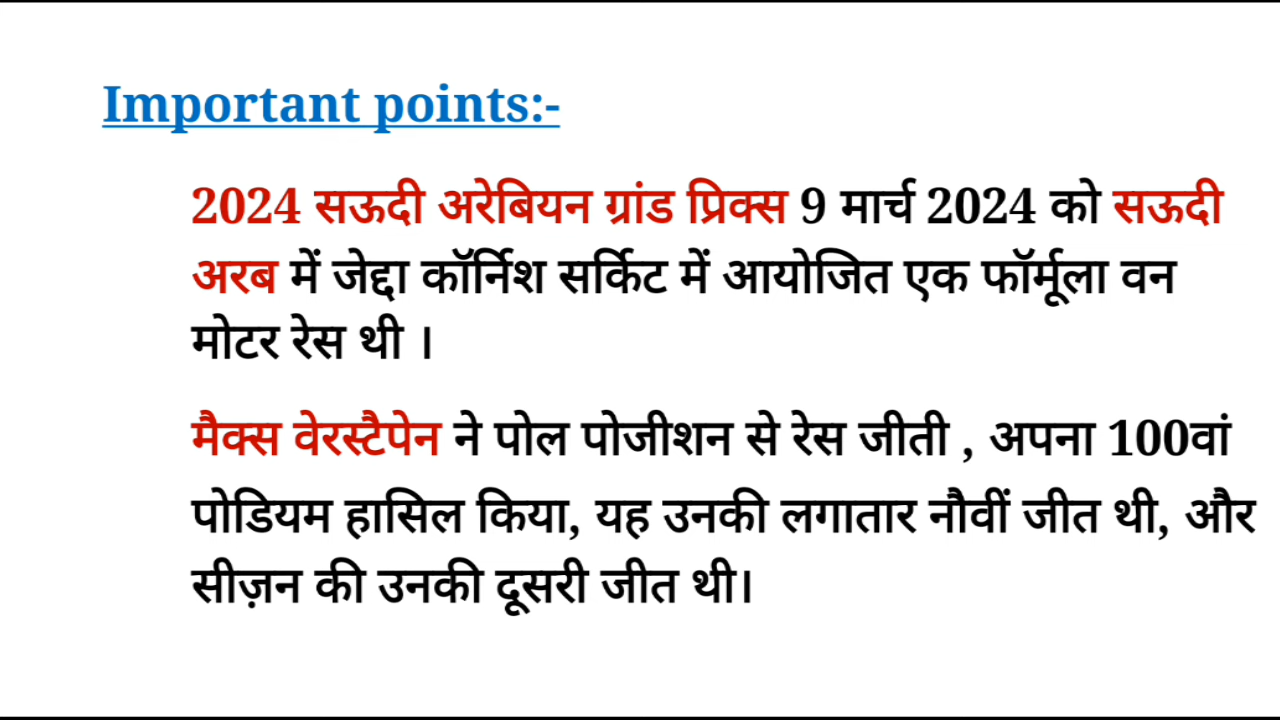 Important points:-
2024 सऊदी अरेबियन ग्रांड प्रिक्स 9 मार्च 2024 को सऊदी
अरब में जेद्दा कॉर्निश सर्किट में आयोजित एक फॉर्मूला वन
मोटर रेस थी ।
मैक्स वेरस्टैपेन ने पोल पोजीशन से रेस जीती , अपना 100वां
पोडियम हासिल किया, यह उनकी लगातार नौवीं जीत थी, और
सीज़न की उनकी दूसरी जीत थी।